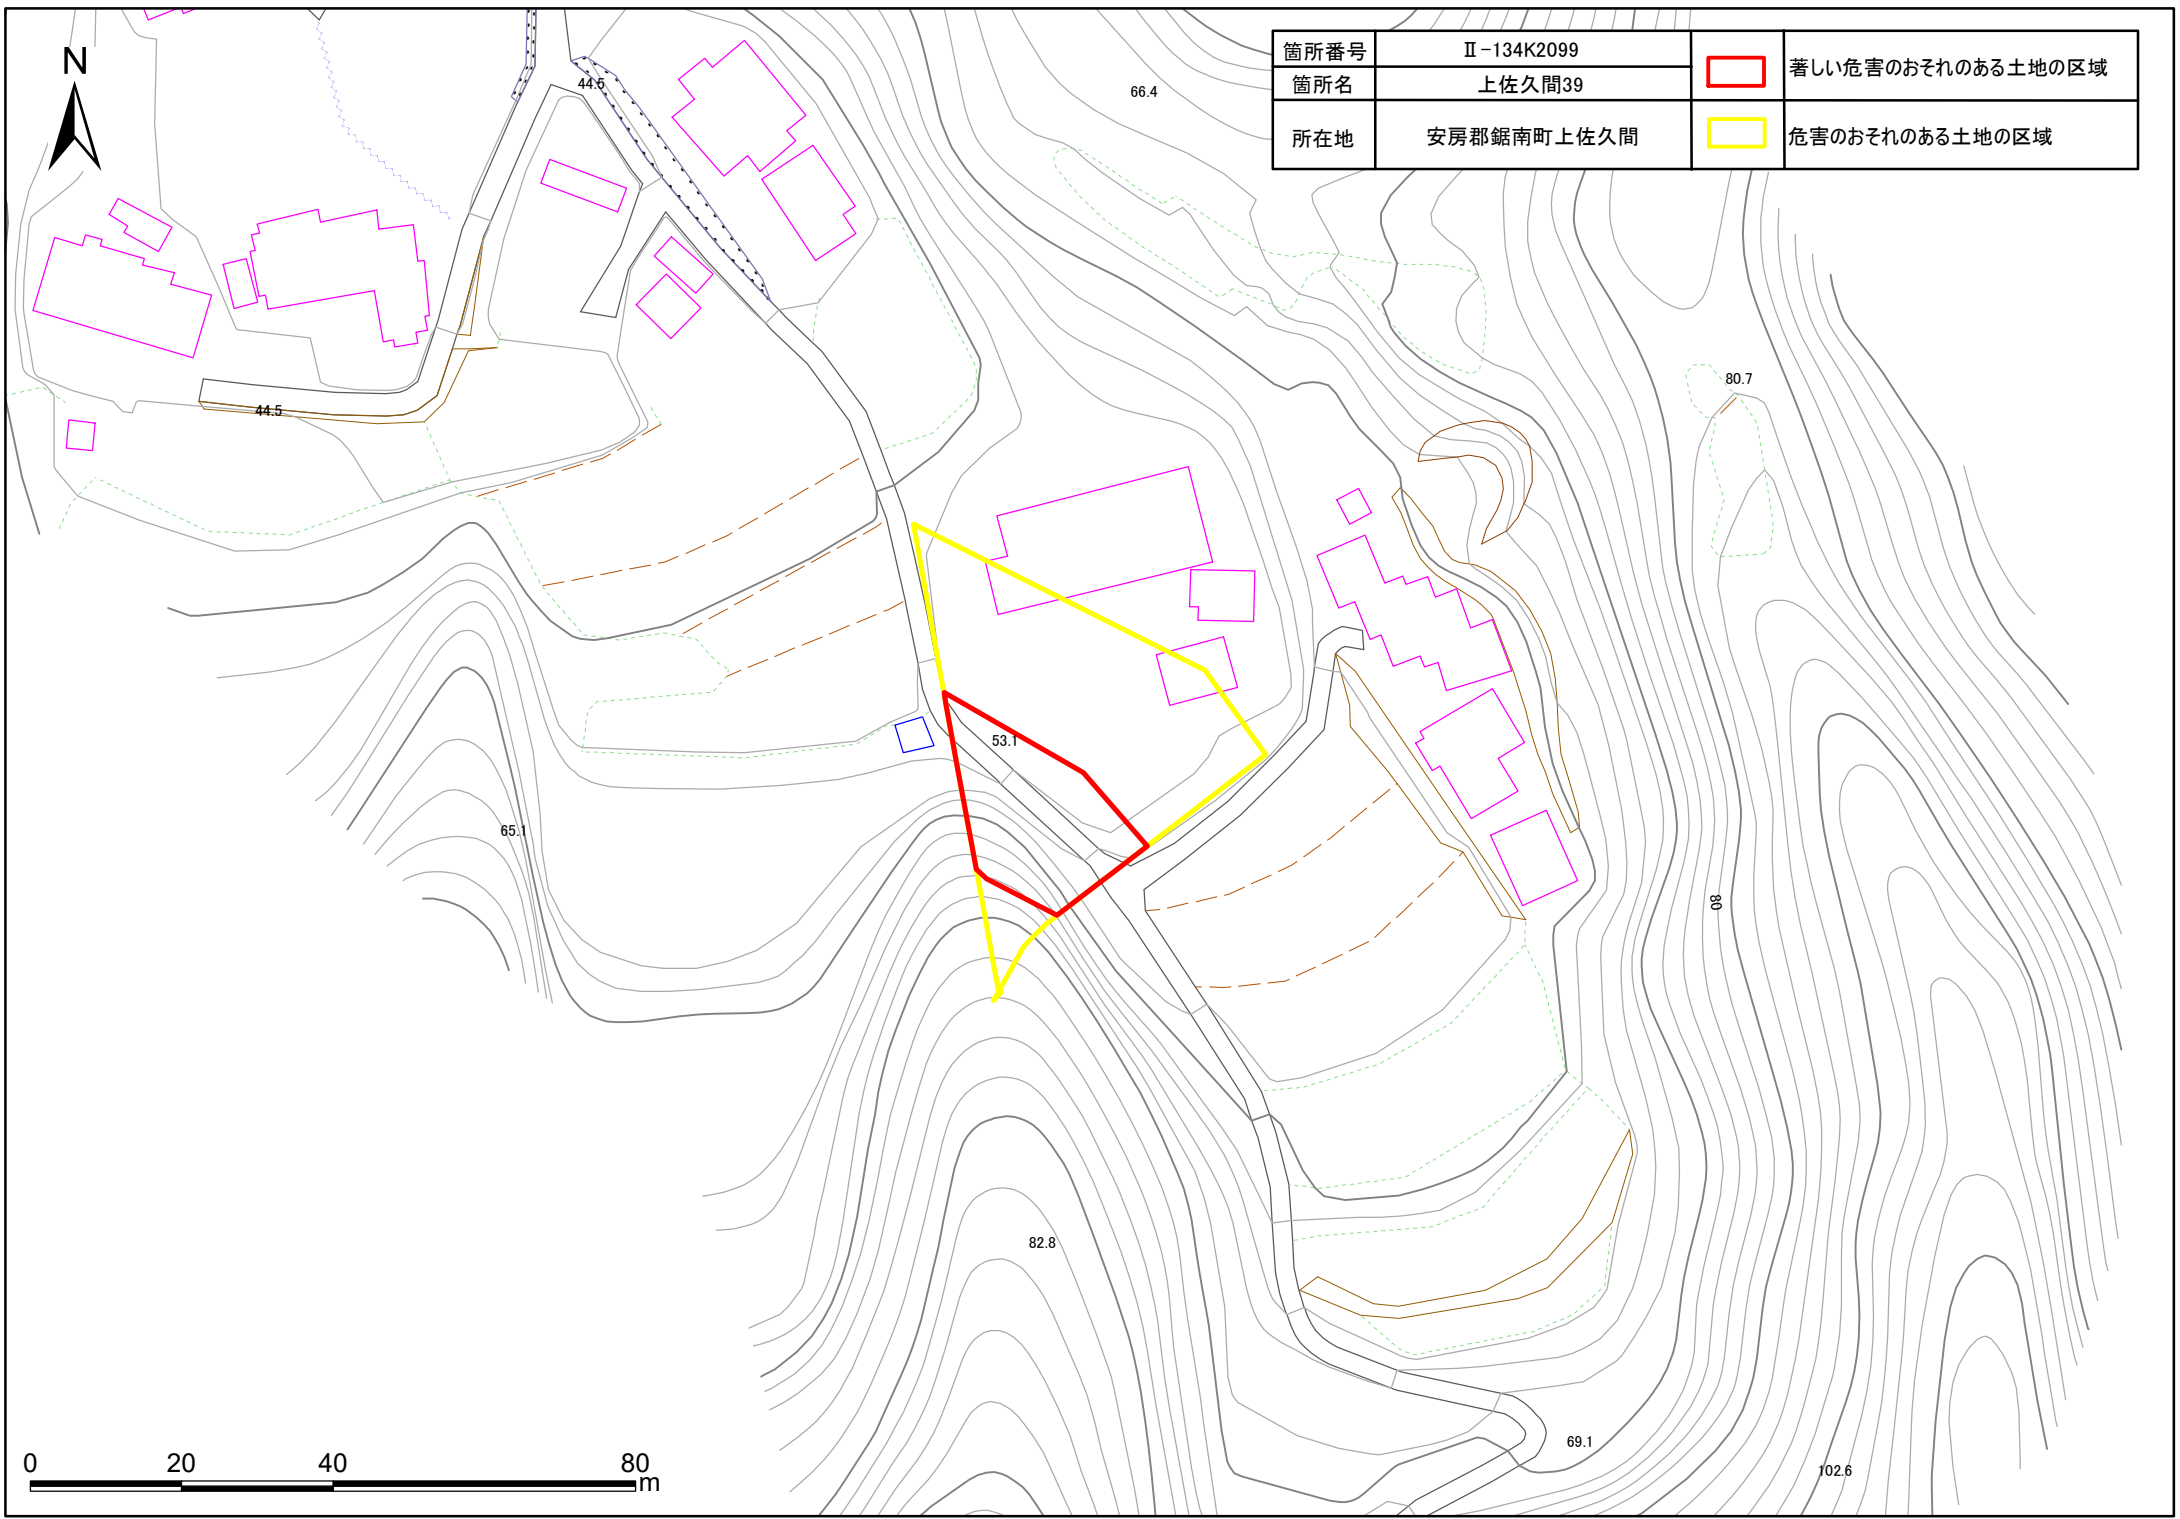 N
箇所番号 Ⅱ-134K2099 著しい危害のおそれのある土地の区域
箇所名 上佐久間39
所在地 安房郡鋸南町上佐久間 危害のおそれのある土地の区域
44.5
66.4
80.7
44.5
53.1
65.1
80
82.8
69.1
102.6
0 20 40 80
m